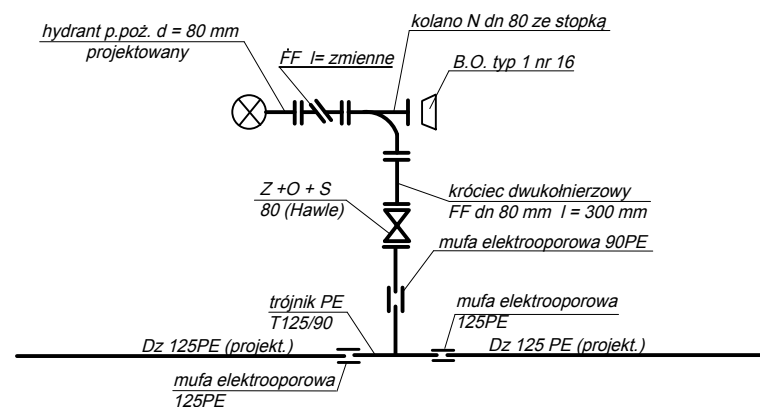 hydrant p.poż. d = 80 mm
projektowany
FF l= zmienne
kolano N dn 80 ze stopką
B.O. typ 1 nr 16
Z +O + S
80 (Hawle)
króciec dwukołnierzowy
FF dn 80 mm l = 300 mm
mufa elektrooporowa 90PE
trójnik PE
T125/90
mufa elektrooporowa
125PE
Dz 125PE (projekt.)
Dz 125 PE (projekt.)
mufa elektrooporowa
125PE